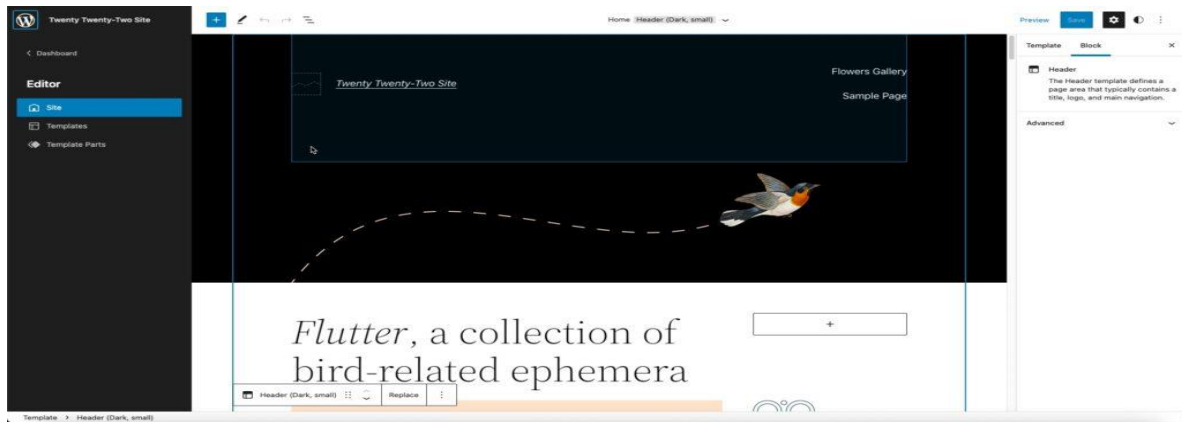 Twenty Twenty-Two Site
Home Header (Dark, small)
Preview
Save
Dashboard
Editor
Site
Templates
Template Parts
Twenty Twenty-Two Site
Flowers Gallery
Sample Page
Flutter, a collection of
bird-related ephemera
Header (Dark, small)
Replace
Template
Block
Header
The Header template defines a
page area that typically contains a
title, logo, and main navigation.
Advanced
Template > Header (Dark, small)